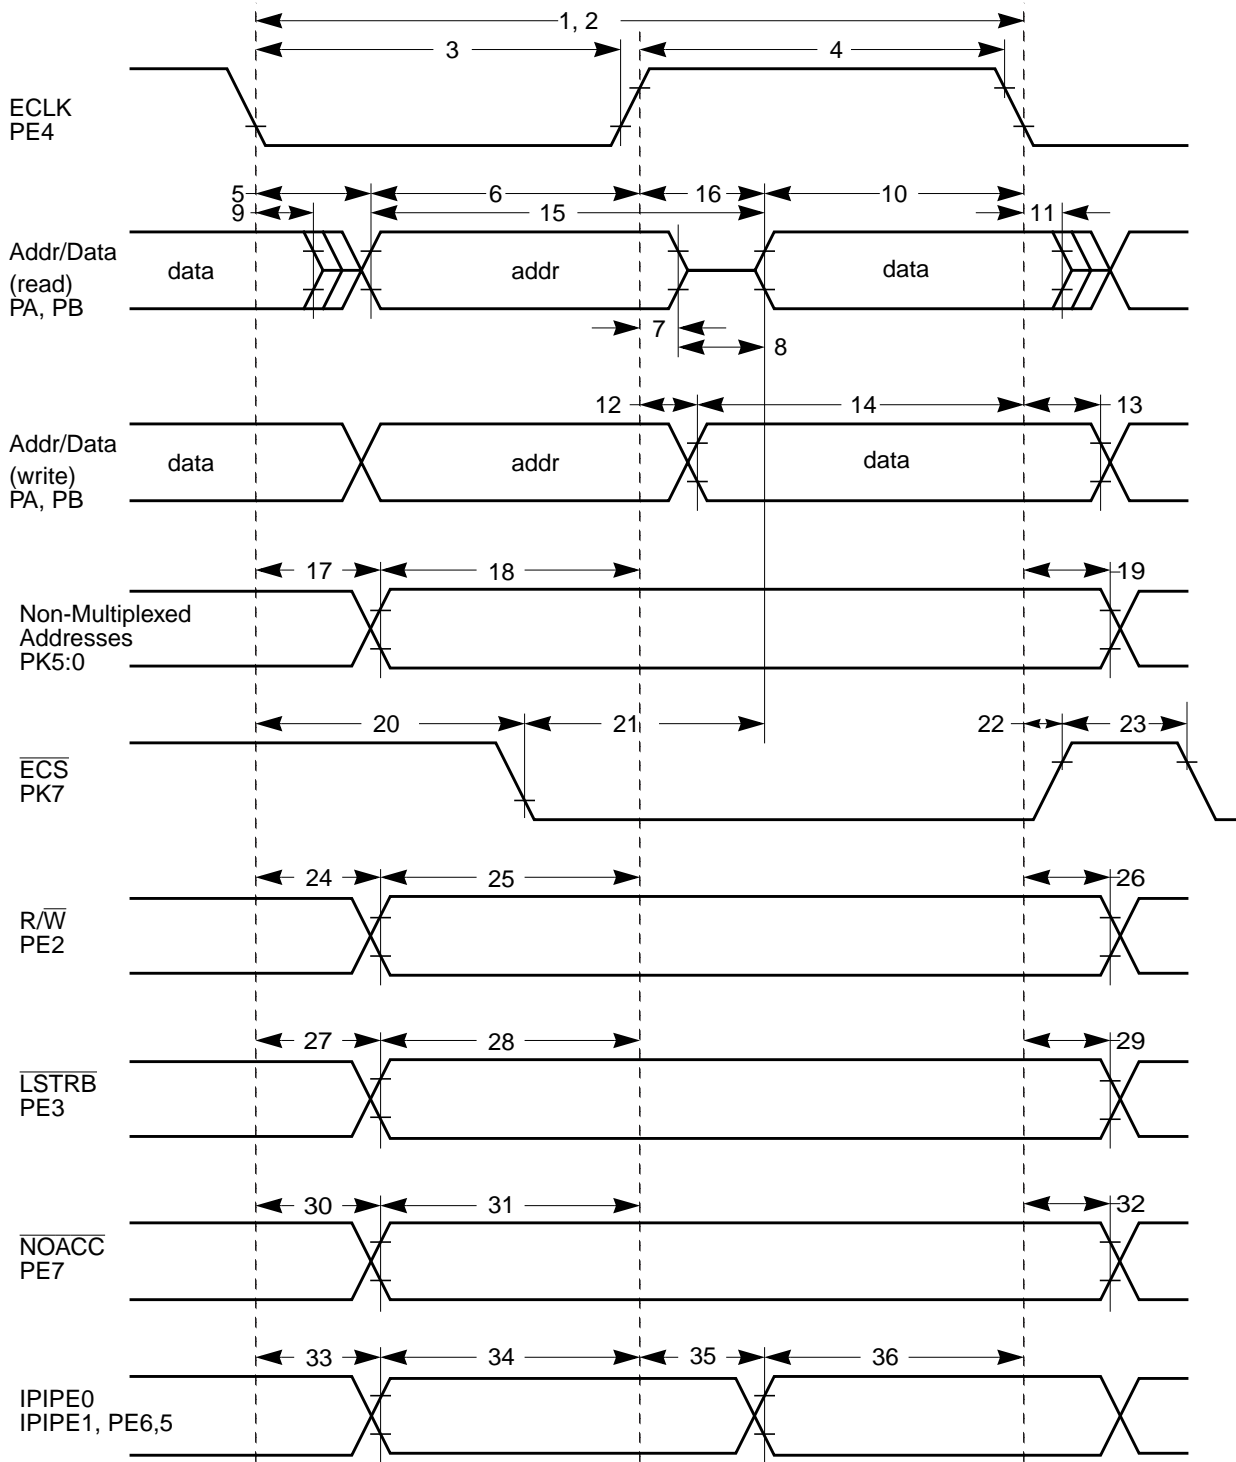 1, 2
3
4
ECLK
PE4
5
6
16
10
9
15
11
Addr/Data
(read)
PA, PB
data
addr
data
7
8
12
14
13
Addr/Data
(write)
PA, PB
data
addr
data
17
18
19
Non-Multiplexed
Addresses
PK5:0
20
21
22
23
ECS
PK7
24
25
26
R/W
PE2
27
28
29
LSTRB
PE3
30
31
32
NOACC
PE7
33
34
35
36
IPIPE0
IPIPE1, PE6,5